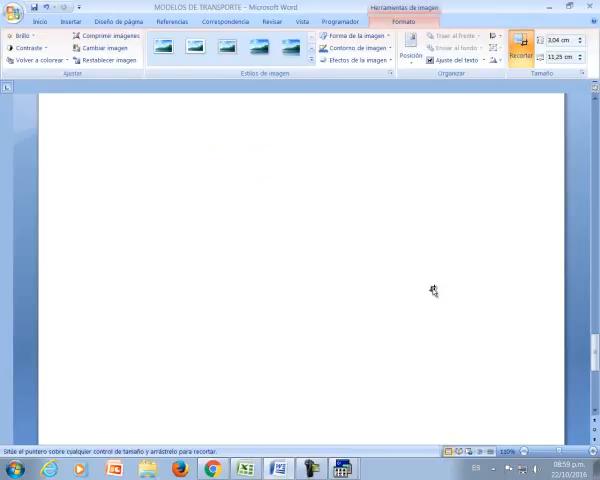 MODELOS DE TRANSPORTE - Microsoft Word
Herramientas de imagen
Inicio Insertar Diseño de página Referencias Correspondencia Revisar Vista Programador Formato
Brillo
Contraste
Volver a colorear
Comprimir imágenes
Cambiar imagen
Restablecer imagen
Forma de la imagen
Contorno de imagen
Efectos de la imagen
Posición
Traer al frente
Enviar al fondo
Ajuste del texto
Recortar
3,04 cm
11,25 cm
Ajustar Estilos de imagen Organizar Tamaño
Sitúe el puntero sobre cualquier control de tamaño y arrástrelo para recortar.
110%
ES
08:59 p.m.
22/10/2016